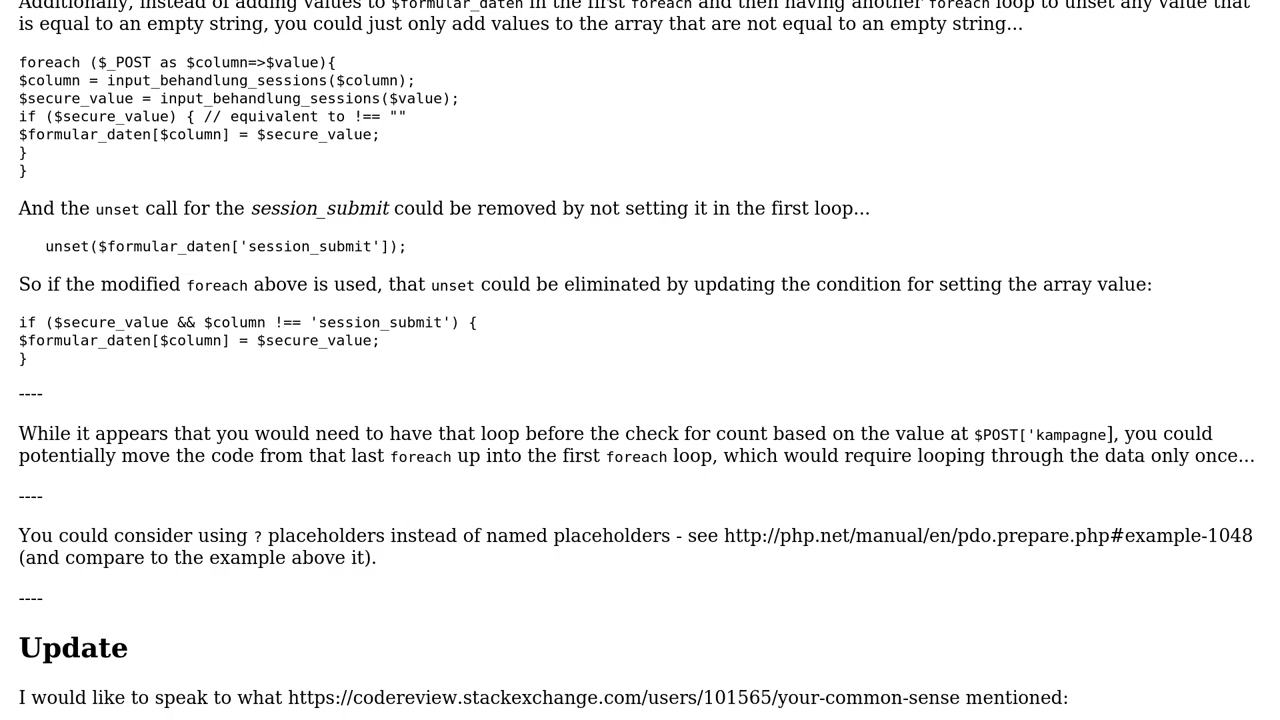 Additionally, instead of adding values to $formular_daten in the first foreach and then having another foreach loop to unset any value that
is equal to an empty string, you could just only add values to the array that are not equal to an empty string...
foreach ($_POST as $column=>$value){
$column = input_behandlung_sessions($column);
$secure_value = input_behandlung_sessions($value);
if ($secure_value) { // equivalent to !== ""
$formular_daten[$column] = $secure_value;
}
}
And the unset call for the session_submit could be removed by not setting it in the first loop...
unset($formular_daten['session_submit']);
So if the modified foreach above is used, that unset could be eliminated by updating the condition for setting the array value:
if ($secure_value && $column !== 'session_submit') {
$formular_daten[$column] = $secure_value;
}
----
While it appears that you would need to have that loop before the check for count based on the value at $POST['kampagne], you could
potentially move the code from that last foreach up into the first foreach loop, which would require looping through the data only once...
----
You could consider using ? placeholders instead of named placeholders - see http://php.net/manual/en/pdo.prepare.php#example-1048
(and compare to the example above it).
----
Update
I would like to speak to what https://codereview.stackexchange.com/users/101565/your-common-sense mentioned: